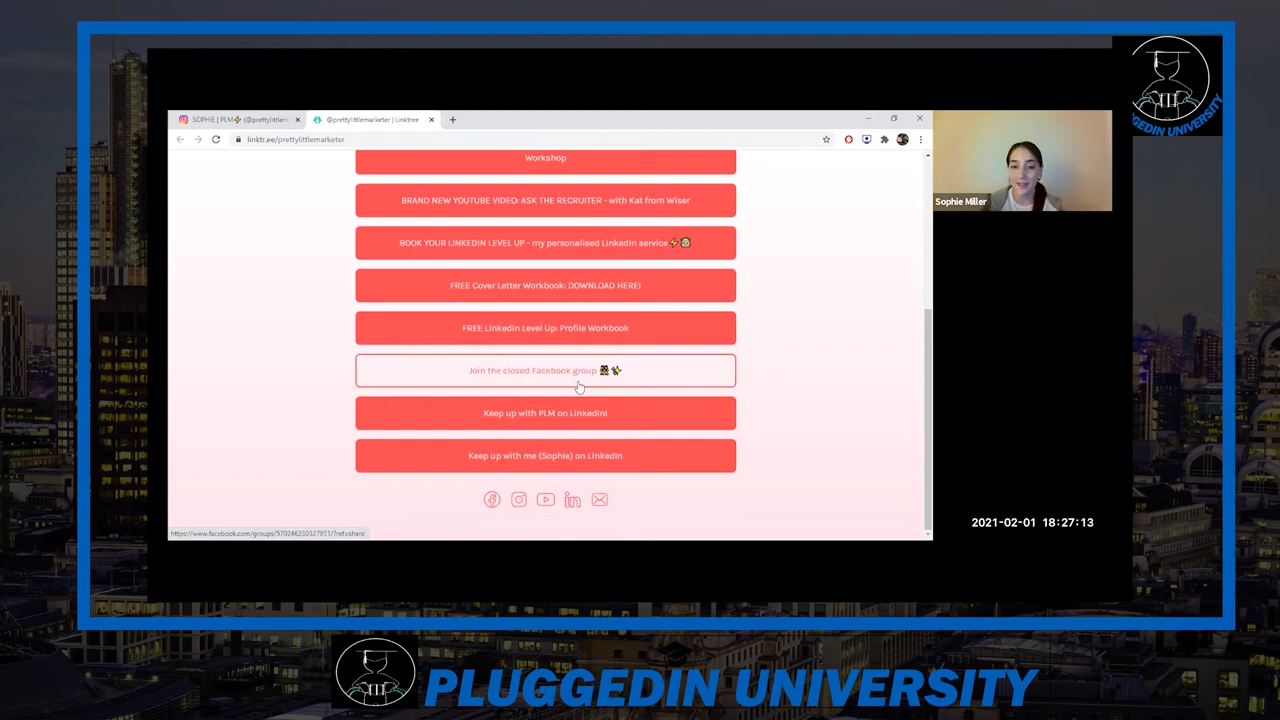 SOPHIE | PLM⚡ (@prettylittlem
@prettylittlemarketer | Linktree
linktr.ee/prettylittlemarketer
Workshop
BRAND NEW YOUTUBE VIDEO: ASK THE RECRUITER - with Kat from Wiser
BOOK YOUR LINKEDIN LEVEL UP - my personalised LinkedIn service
FREE Cover Letter Workbook: DOWNLOAD HERE!
FREE Linkedin Level Up: Profile Workbook
Join the closed Facebook group
Keep up with PLM on LinkedIn!
Keep up with me (Sophie) on LinkedIn
https://www.facebook.com/groups/570246230327951/?ref=share
Sophie Miller
2021-02-01 18:27:13
PLUGGEDIN UNIVERSITY